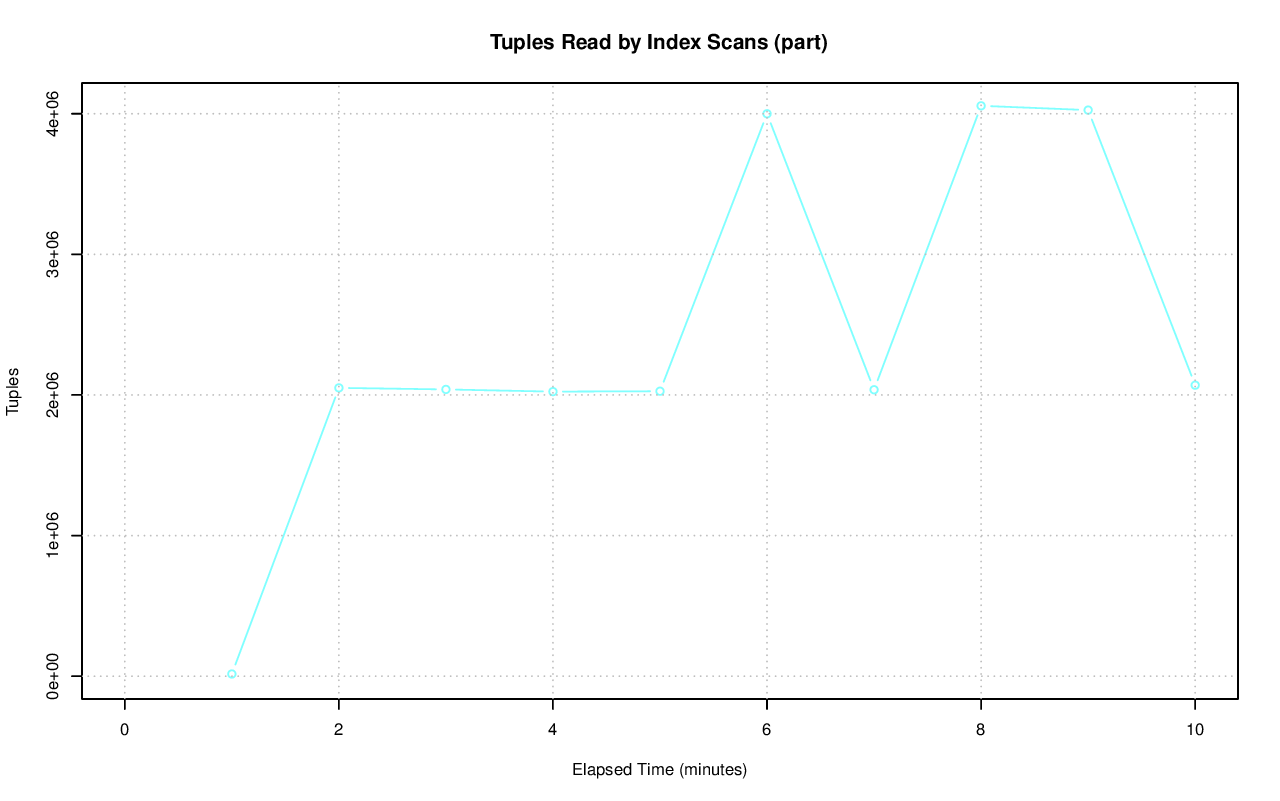 Tuples Read by Index Scans (part)
4e+06
3e+06
2e+06
1e+06
0e+00
Tuples
0 2 4 6 8 10
Elapsed Time (minutes)